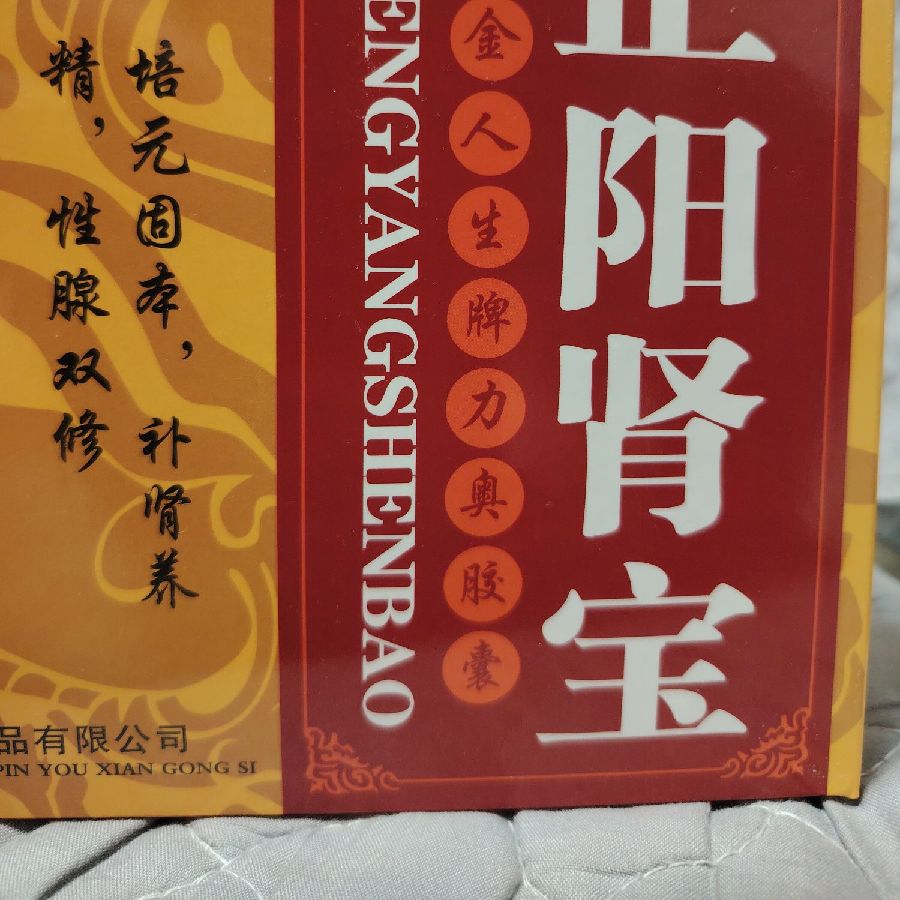 正阳肾宝
金人生牌力奥胶囊
ENGYANGSHENBAO
培元固本，补肾养
精，性腺双修
品有限公司
PIN YOU XIAN GONG SI